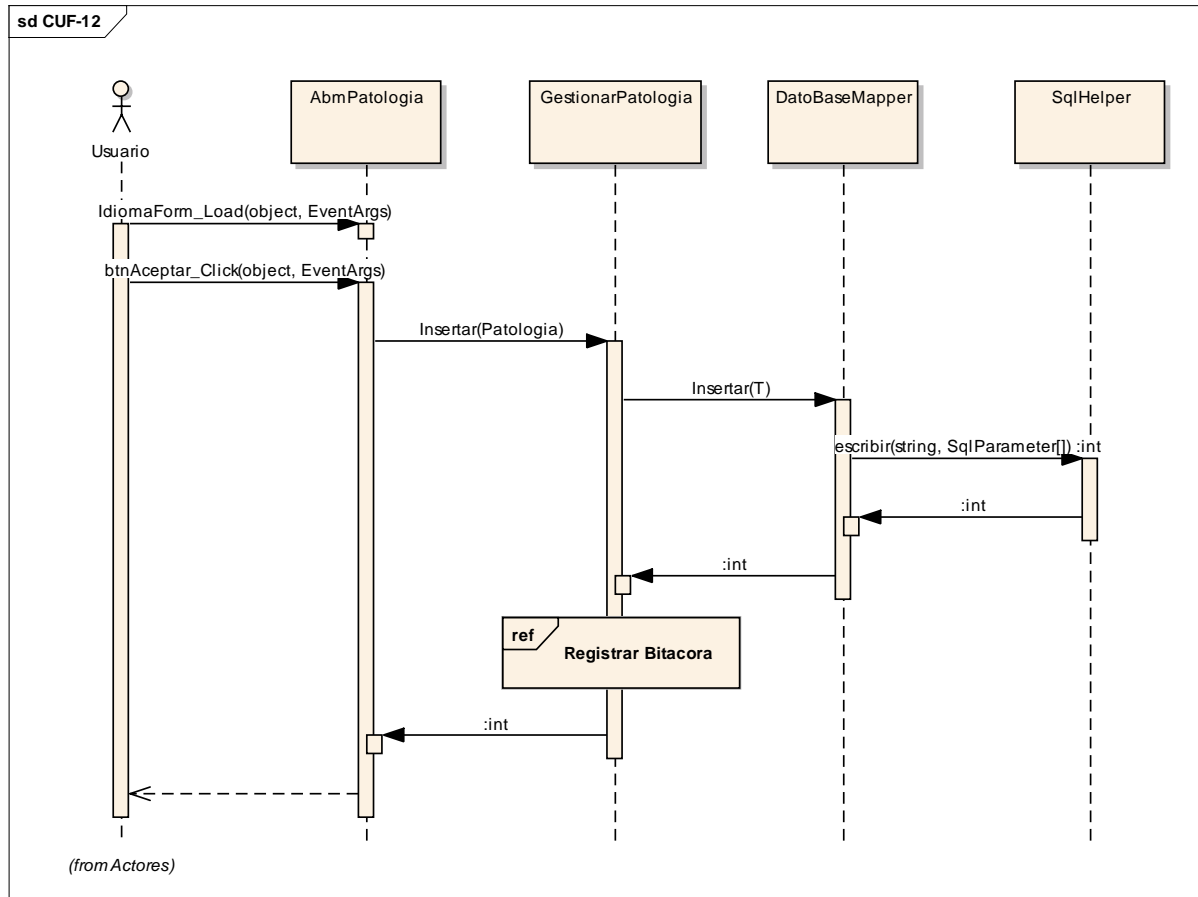 sd CUF-12
Usuario
AbmPatologia
GestionarPatologia
DatoBaseMapper
SqlHelper
IdiomaForm_Load(object, EventArgs)
btnAceptar_Click(object, EventArgs)
Insertar(Patologia)
Insertar(T)
escribir(string, SqlParameter[]) :int
:int
:int
ref
Registrar Bitacora
:int
(from Actores)